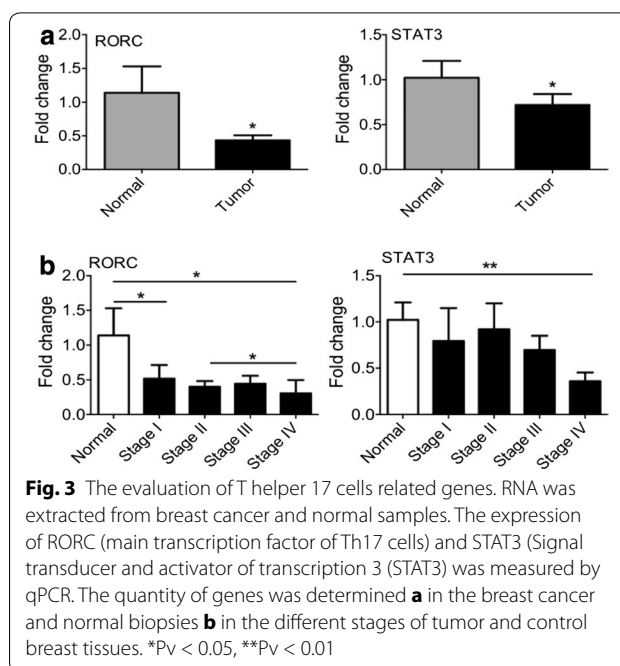 a
RORC
Fold change
2.0
1.5
1.0
0.5
0.0
*
Normal
Tumor
STAT3
Fold change
1.5
1.0
0.5
0.0
*
Normal
Tumor
b
RORC
Fold change
2.0
1.5
1.0
0.5
0.0
*
*
*
Normal
Stage I
Stage II
Stage III
Stage IV
STAT3
Fold change
1.5
1.0
0.5
0.0
**
Normal
Stage I
Stage II
Stage III
Stage IV
Fig. 3 The evaluation of T helper 17 cells related genes. RNA was
extracted from breast cancer and normal samples. The expression
of RORC (main transcription factor of Th17 cells) and STAT3 (Signal
transducer and activator of transcription 3 (STAT3) was measured by
qPCR. The quantity of genes was determined a in the breast cancer
and normal biopsies b in the different stages of tumor and control
breast tissues. *Pv < 0.05, **Pv < 0.01